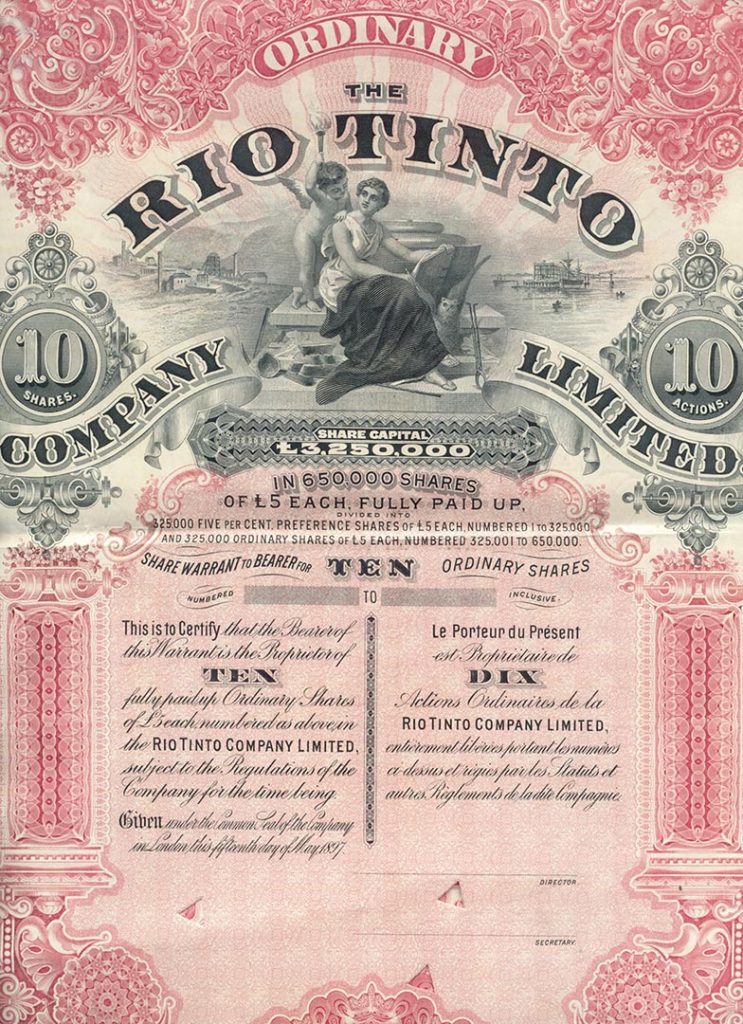 ORDINARY
THE
RIO TINTO
COMPANY LIMITED
10
SHARES.
10
ACTIONS.
SHARE CAPITAL
£3,250,000
IN 650,000 SHARES
OF £5 EACH, FULLY PAID UP,
DIVIDED INTO
325000 FIVE PER CENT. PREFERENCE SHARES OF £5 EACH, NUMBERED 1 TO 325.000
AND 325.000 ORDINARY SHARES OF £5 EACH, NUMBERED 325.001 TO 650.000.
SHARE WARRANT TO BEARER FOR TEN ORDINARY SHARES
NUMBERED TO INCLUSIVE.
This is to Certify that the Bearer of
this Warrant is the Proprietor of
TEN
fully paid up Ordinary Shares
of £5 each numbered as above, in
the RIO TINTO COMPANY LIMITED,
subject to the Regulations of the
Company for the time being.
Given under the Common Seal of the Company
in London, this fifteenth day of May 1897.
Le Porteur du Présent
est Propriétaire de
DIX
Actions Ordinaires de la
RIO TINTO COMPANY LIMITED,
entièrement libérées portant les numéros
ci-dessus et régies par les Statuts et
autres Règlements de la dite Compagnie.
DIRECTOR.
SECRETARY.